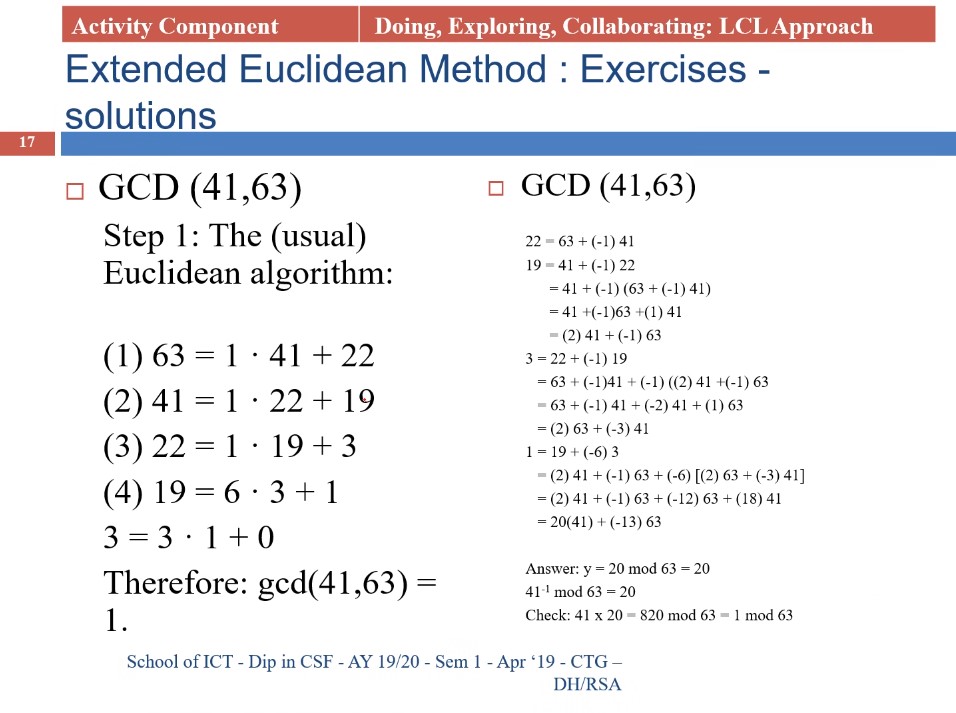 Activity Component
Doing, Exploring, Collaborating: LCL Approach
Extended Euclidean Method : Exercises -
solutions
17
GCD (41,63)
Step 1: The (usual)
Euclidean algorithm:
(1) 63 = 1 · 41 + 22
(2) 41 = 1 · 22 + 19
(3) 22 = 1 · 19 + 3
(4) 19 = 6 · 3 + 1
3 = 3 · 1 + 0
Therefore: gcd(41,63) =
1.
GCD (41,63)
22 = 63 + (-1) 41
19 = 41 + (-1) 22
= 41 + (-1) (63 + (-1) 41)
= 41 +(-1)63 +(1) 41
= (2) 41 + (-1) 63
3 = 22 + (-1) 19
= 63 + (-1)41 + (-1) ((2) 41 +(-1) 63
= 63 + (-1) 41 + (-2) 41 + (1) 63
= (2) 63 + (-3) 41
1 = 19 + (-6) 3
= (2) 41 + (-1) 63 + (-6) [(2) 63 + (-3) 41]
= (2) 41 + (-1) 63 + (-12) 63 + (18) 41
= 20(41) + (-13) 63
Answer: y = 20 mod 63 = 20
41⁻¹ mod 63 = 20
Check: 41 x 20 = 820 mod 63 = 1 mod 63
School of ICT - Dip in CSF - AY 19/20 - Sem 1 - Apr ‘19 - CTG –
DH/RSA